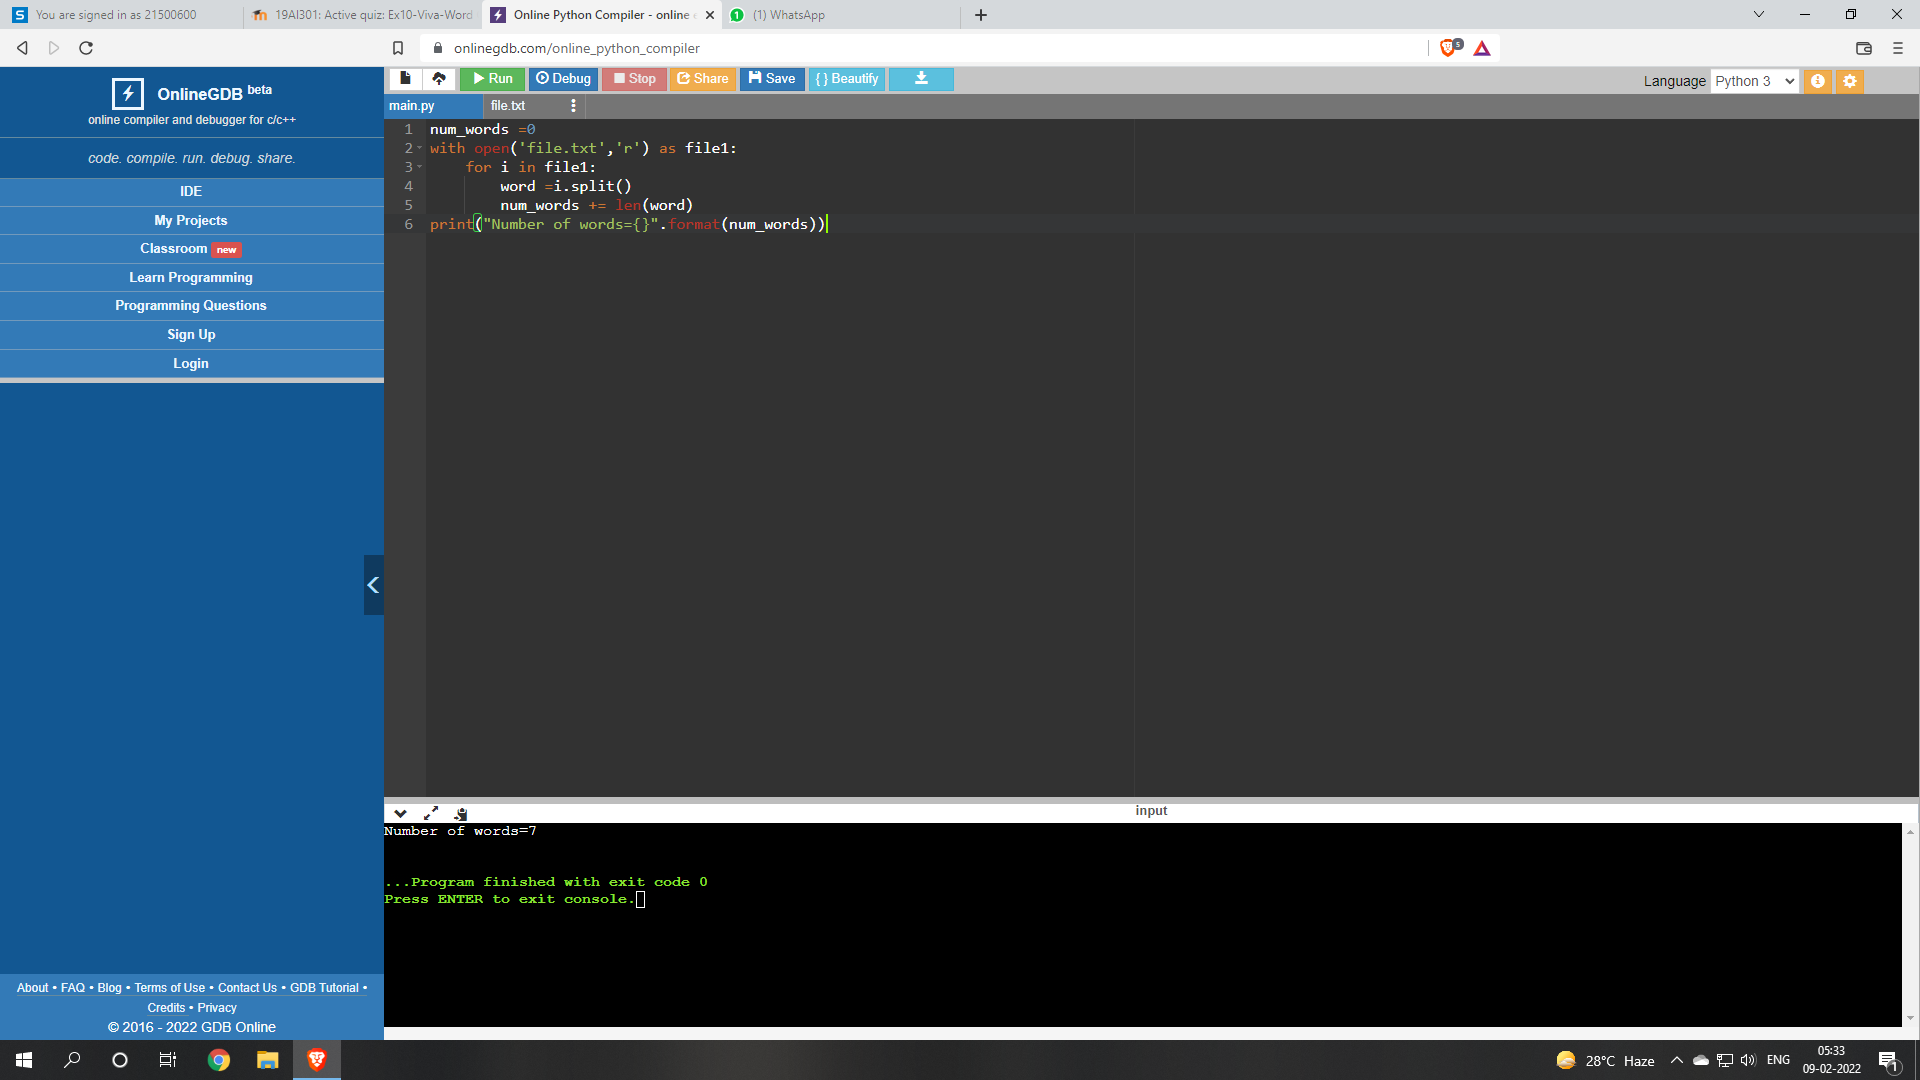 You are signed in as 21500600
19AI301: Active quiz: Ex10-Viva-Word
Online Python Compiler - online
(1) WhatsApp
onlinegdb.com/online_python_compiler
5
OnlineGDB beta
online compiler and debugger for c/c++
code. compile. run. debug. share.
IDE
My Projects
Classroom new
Learn Programming
Programming Questions
Sign Up
Login
About • FAQ • Blog • Terms of Use • Contact Us • GDB Tutorial •
Credits • Privacy
© 2016 - 2022 GDB Online
Run Debug Stop Share Save { } Beautify
Language Python 3
main.py file.txt
1 num_words =0
2 with open('file.txt','r') as file1:
3 for i in file1:
4 word =i.split()
5 num_words += len(word)
6 print("Number of words={}".format(num_words))
input
Number of words=7
...Program finished with exit code 0
Press ENTER to exit console.
28°C Haze
ENG
05:33
09-02-2022
1